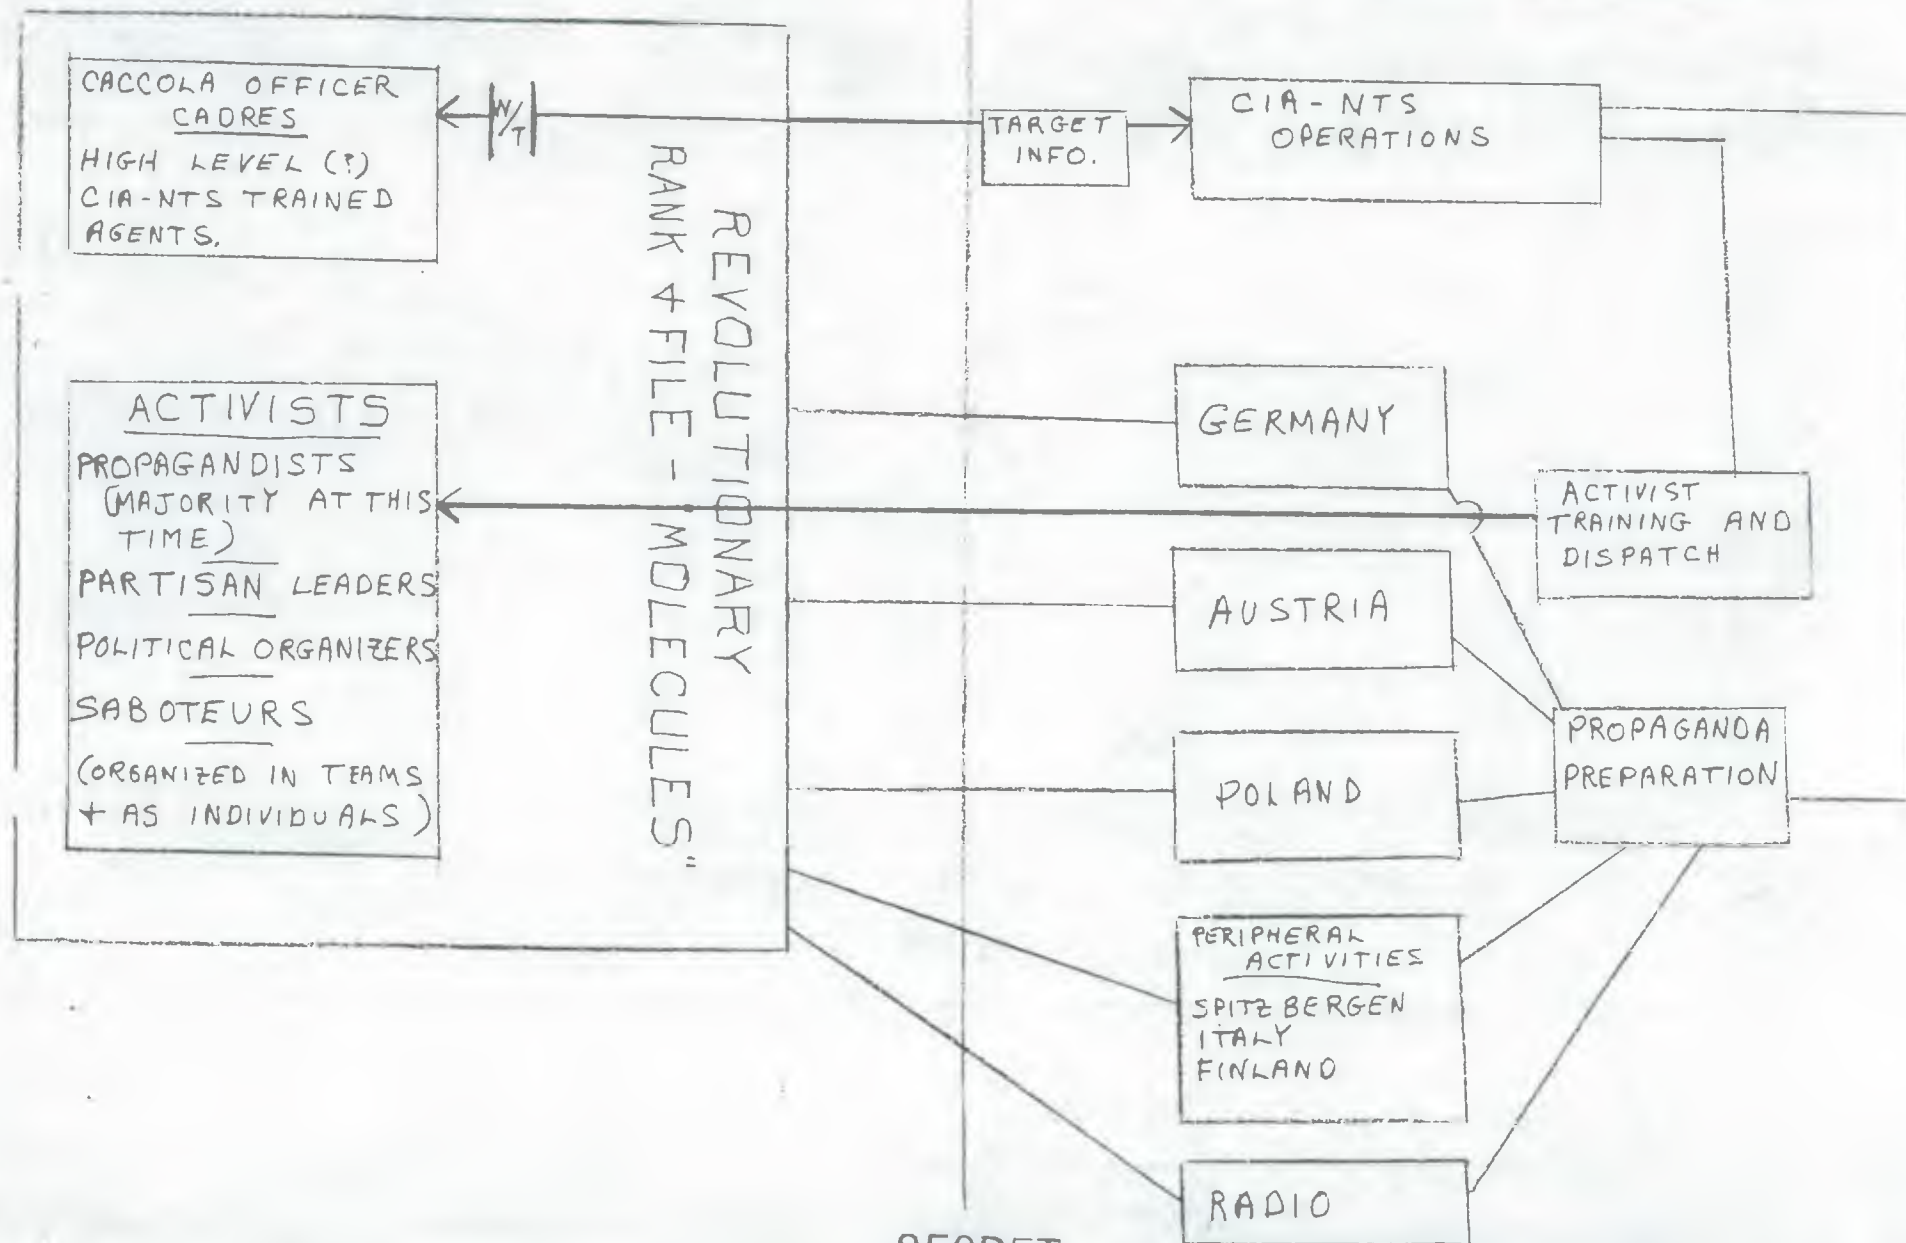 CACCOLA OFFICER
CADRES
HIGH LEVEL (?)
CIA-NTS TRAINED
AGENTS.
W/T
TARGET
INFO.
CIA-NTS
OPERATIONS
REVOLUTIONARY
RANK + FILE - MOLECULES"
ACTIVISTS
PROPAGANDISTS
(MAJORITY AT THIS
TIME)
PARTISAN LEADERS
POLITICAL ORGANIZERS
SABOTEURS
(ORGANIZED IN TEAMS
+ AS INDIVIDUALS)
GERMANY
ACTIVIST
TRAINING AND
DISPATCH
AUSTRIA
POLAND
PROPAGANDA
PREPARATION
PERIPHERAL
ACTIVITIES
SPITZBERGEN
ITALY
FINLAND
RADIO
SECRET